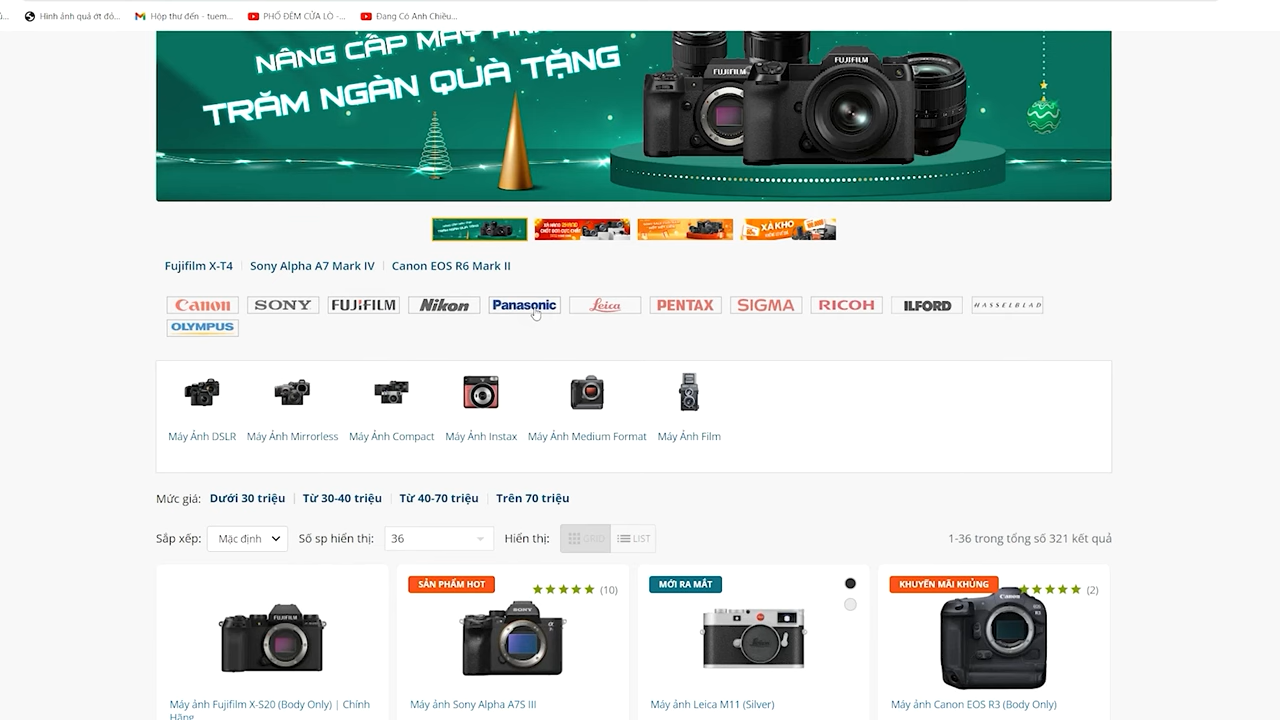 Hình ảnh quả ớt đỏ...
Hộp thư đến - tuem...
PHỐ ĐÊM CỬA LÒ -...
Đang Có Anh Chiều...
NÂNG CẤP MÁY
TRĂM NGÀN QUÀ TẶNG
FUJIFILM
FUJIFILM
Fujifilm X-T4
Sony Alpha A7 Mark IV
Canon EOS R6 Mark II
Canon
SONY
FUJIFILM
Nikon
Panasonic
Leica
PENTAX
SIGMA
RICOH
ILFORD
HASSELBLAD
OLYMPUS
Máy Ảnh DSLR
Máy Ảnh Mirrorless
Máy Ảnh Compact
Máy Ảnh Instax
Máy Ảnh Medium Format
Máy Ảnh Film
Mức giá: Dưới 30 triệu Từ 30-40 triệu Từ 40-70 triệu Trên 70 triệu
Sắp xếp: Mặc định Số sp hiển thị: 36 Hiển thị: GRID LIST 1-36 trong tổng số 321 kết quả
SẢN PHẨM HOT
(10)
MỚI RA MẮT
KHUYẾN MÃI KHỦNG
(2)
FUJIFILM
SONY
Canon
R3
Máy ảnh Fujifilm X-S20 (Body Only) | Chính
Hãng
Máy ảnh Sony Alpha A7S III
Máy ảnh Leica M11 (Silver)
Máy ảnh Canon EOS R3 (Body Only)